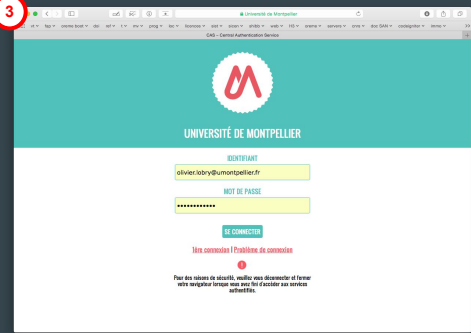 3
Université de Montpellier
CAS – Central Authentication Service
UNIVERSITÉ DE MONTPELLIER
IDENTIFIANT
olivier.lobry@umontpellier.fr
MOT DE PASSE
••••••••••••
SE CONNECTER
1ère connexion | Problème de connexion
!
Pour des raisons de sécurité, veuillez vous déconnecter et fermer
votre navigateur lorsque vous avez fini d'accéder aux services
authentifiés.